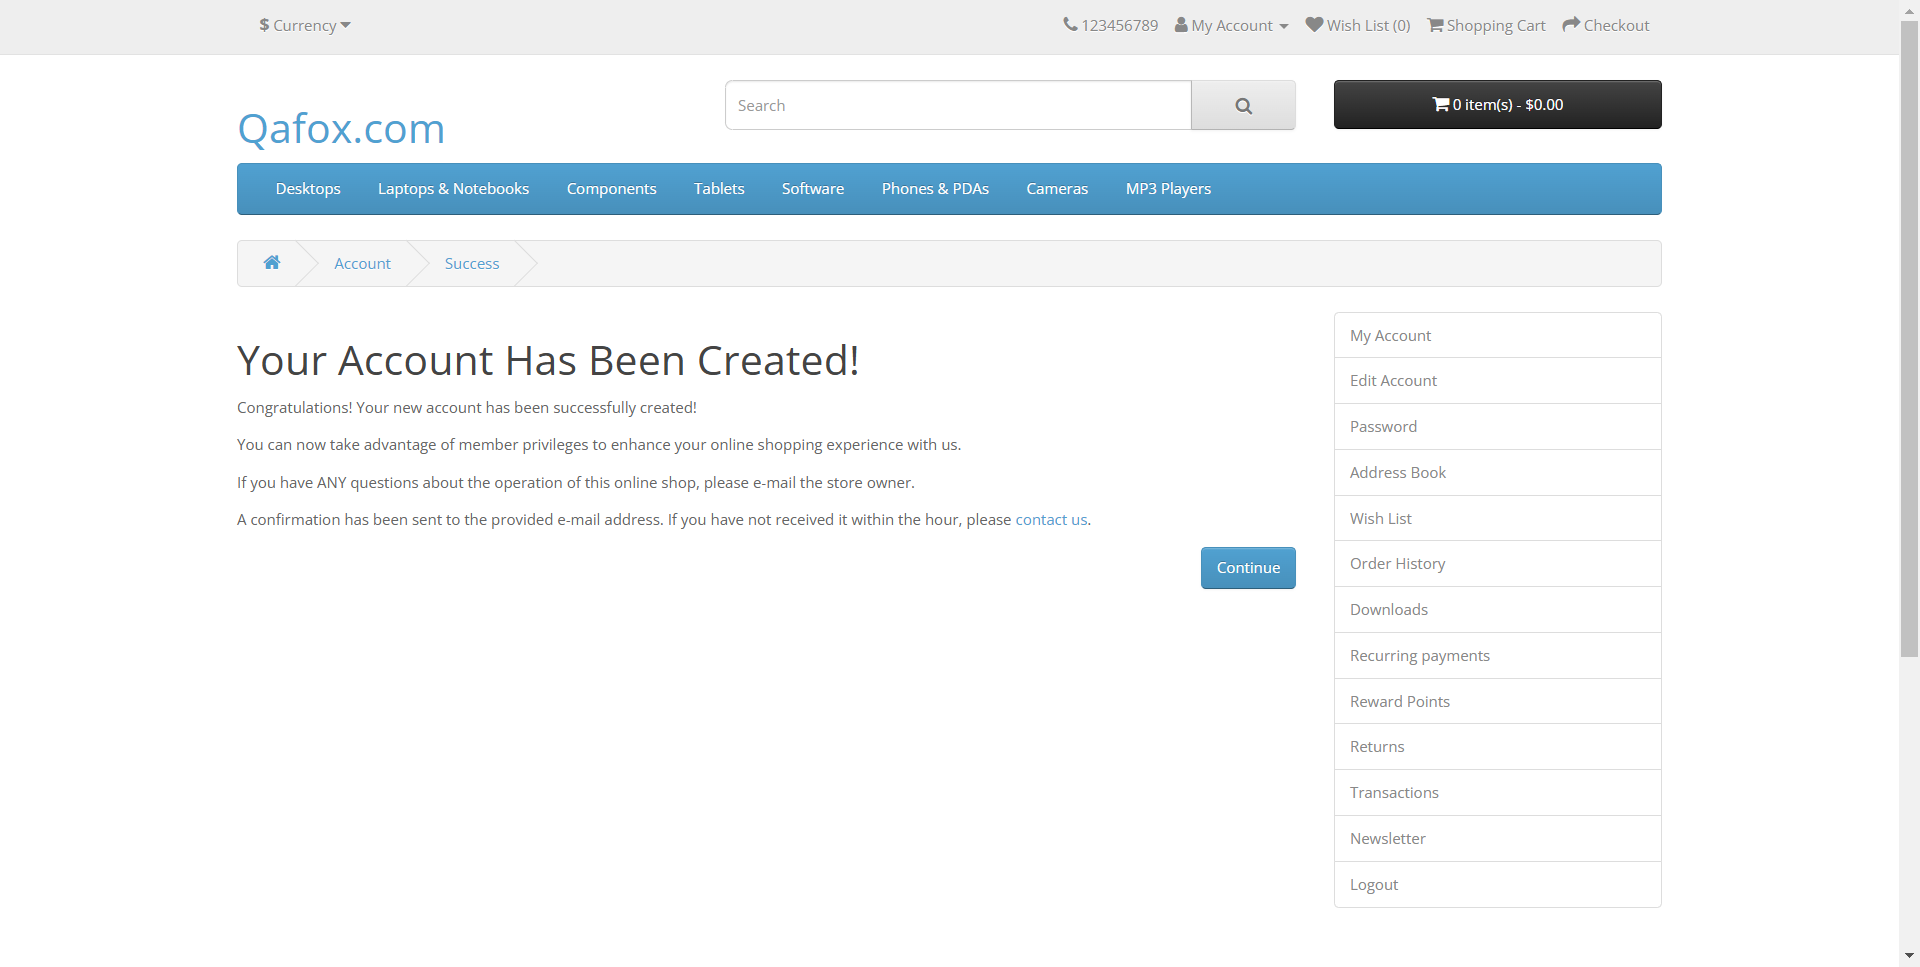 $ Currency
123456789 My Account Wish List (0) Shopping Cart Checkout
Qafox.com
Search
0 item(s) - $0.00
Desktops Laptops & Notebooks Components Tablets Software Phones & PDAs Cameras MP3 Players
Account Success
Your Account Has Been Created!
Congratulations! Your new account has been successfully created!
You can now take advantage of member privileges to enhance your online shopping experience with us.
If you have ANY questions about the operation of this online shop, please e-mail the store owner.
A confirmation has been sent to the provided e-mail address. If you have not received it within the hour, please contact us.
Continue
My Account
Edit Account
Password
Address Book
Wish List
Order History
Downloads
Recurring payments
Reward Points
Returns
Transactions
Newsletter
Logout